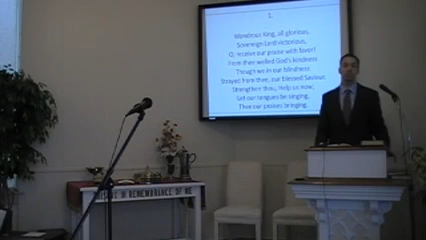 1.
Wondrous King, all glorious,
Sovereign Lord victorious,
O, receive our praise with favor!
From thee welled God's kindness
Though we in our blindness
Strayed from thee, our blessed Saviour.
Strengthen thou, Help us now;
Let our tongues be singing,
Thee our praises bringing.
IN REMEMBRANCE OF ME